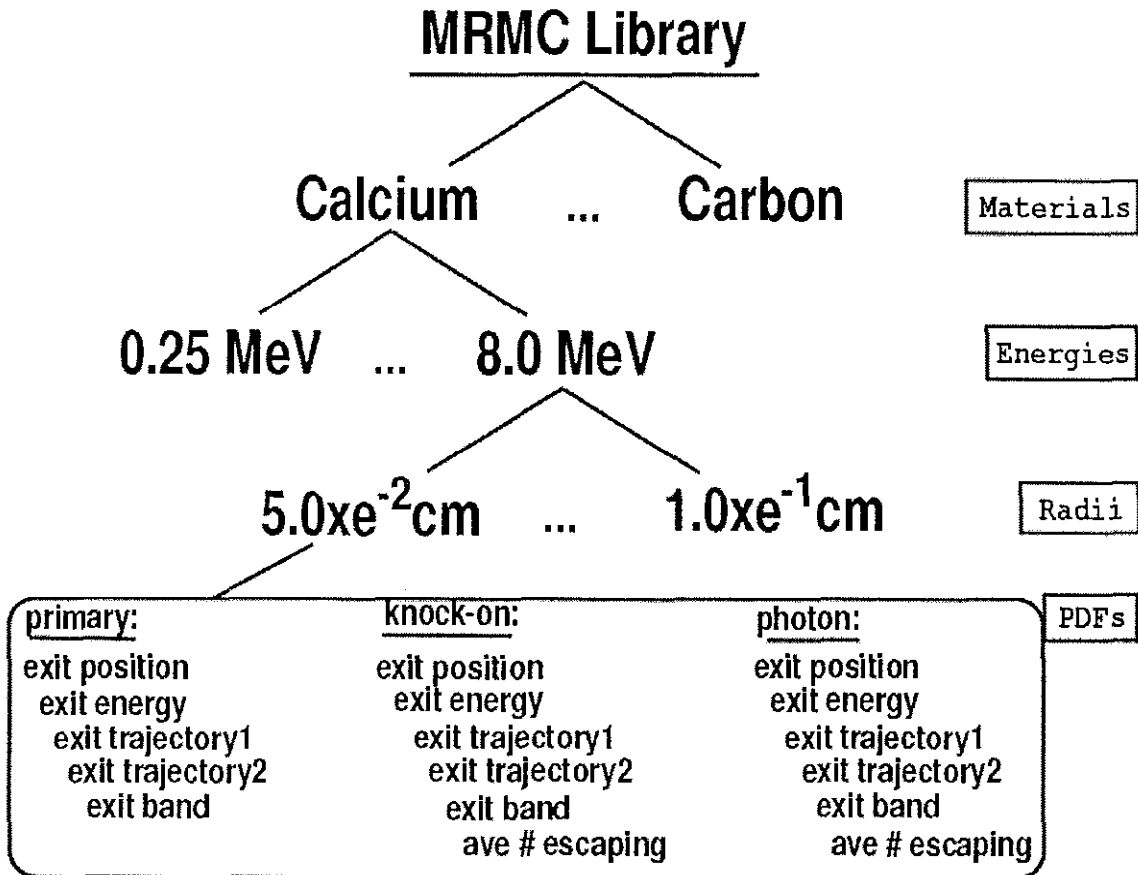 MRMC Library
Calcium ... Carbon Materials
0.25 MeV ... 8.0 MeV Energies
5.0xe⁻²cm ... 1.0xe⁻¹cm Radii
PDFs
primary:
exit position
exit energy
exit trajectory1
exit trajectory2
exit band
knock-on:
exit position
exit energy
exit trajectory1
exit trajectory2
exit band
ave # escaping
photon:
exit position
exit energy
exit trajectory1
exit trajectory2
exit band
ave # escaping